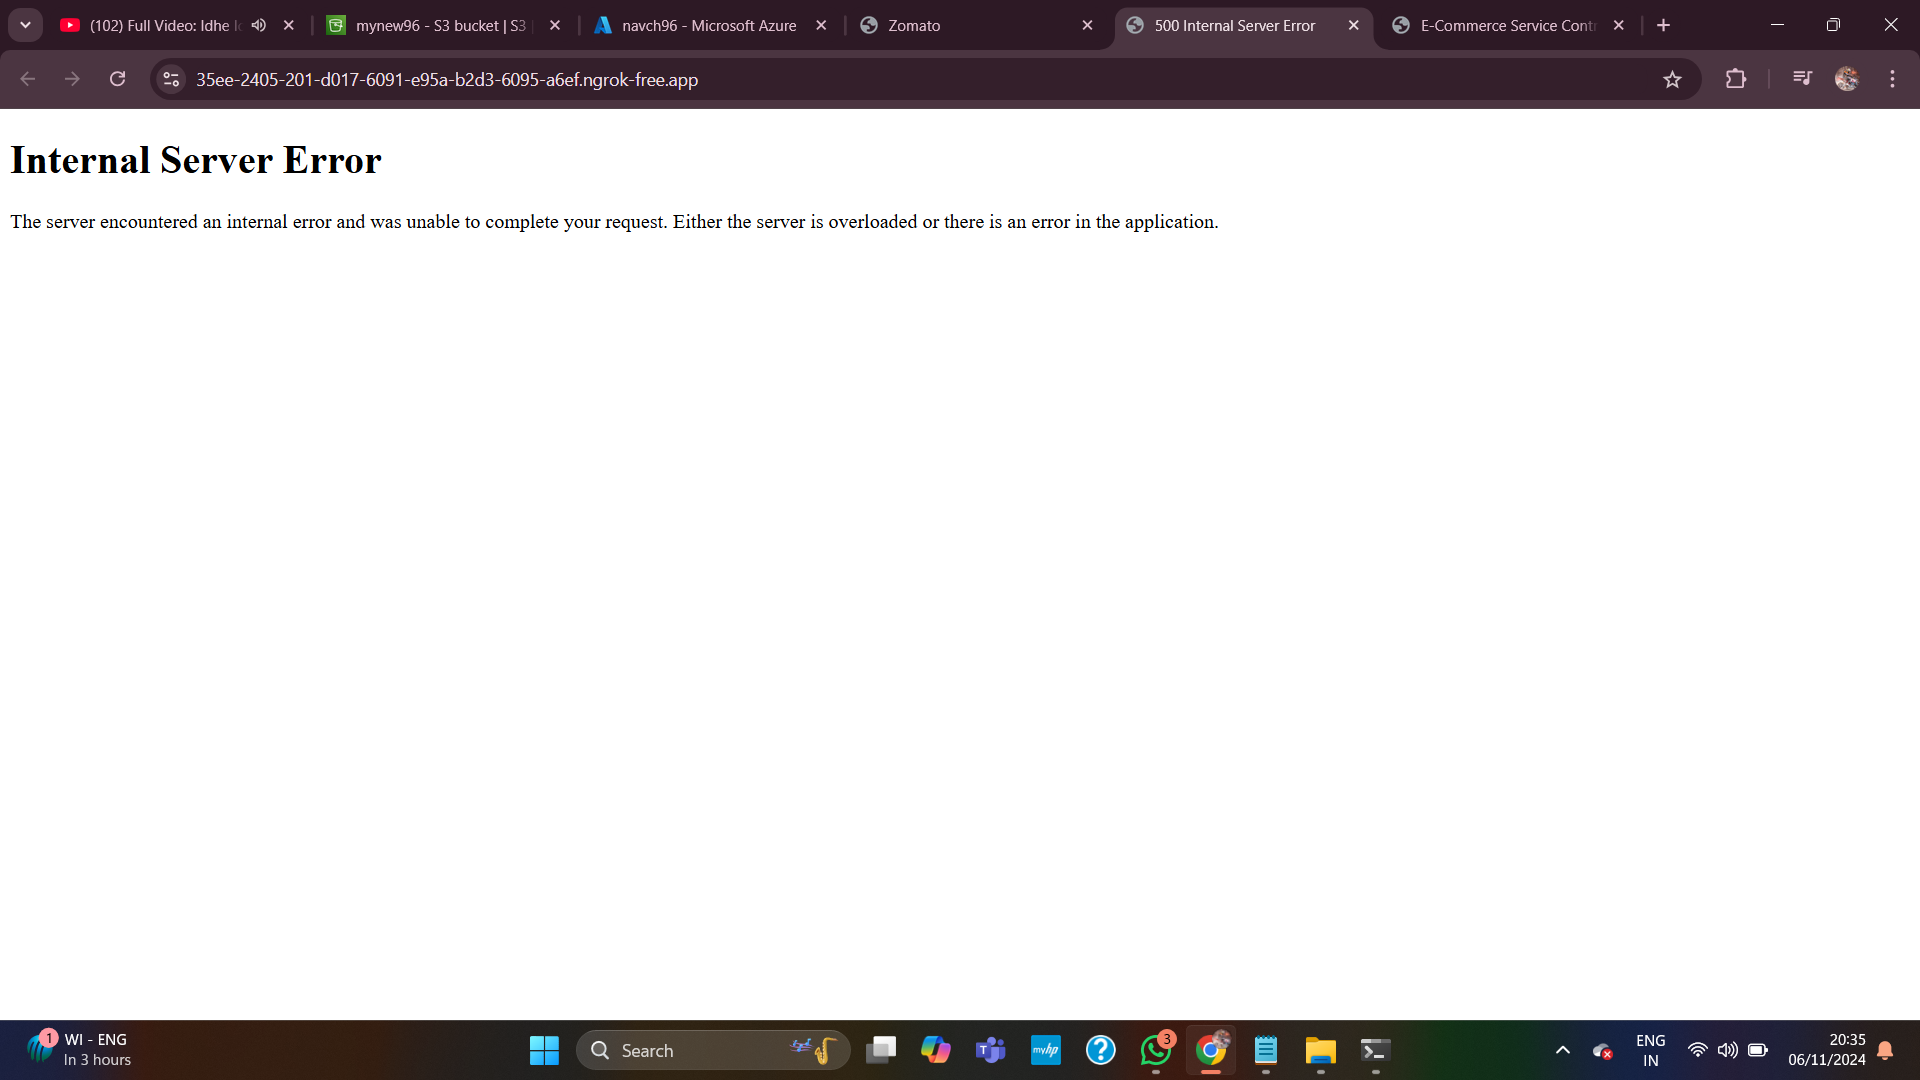 (102) Full Video: Idhe
mynew96 - S3 bucket | S3
navch96 - Microsoft Azure
Zomato
500 Internal Server Error
E-Commerce Service Cont
35ee-2405-201-d017-6091-e95a-b2d3-6095-a6ef.ngrok-free.app
Internal Server Error
The server encountered an internal error and was unable to complete your request. Either the server is overloaded or there is an error in the application.
1
WI - ENG
In 3 hours
Search
T
myhp
?
3
ENG
IN
20:35
06/11/2024